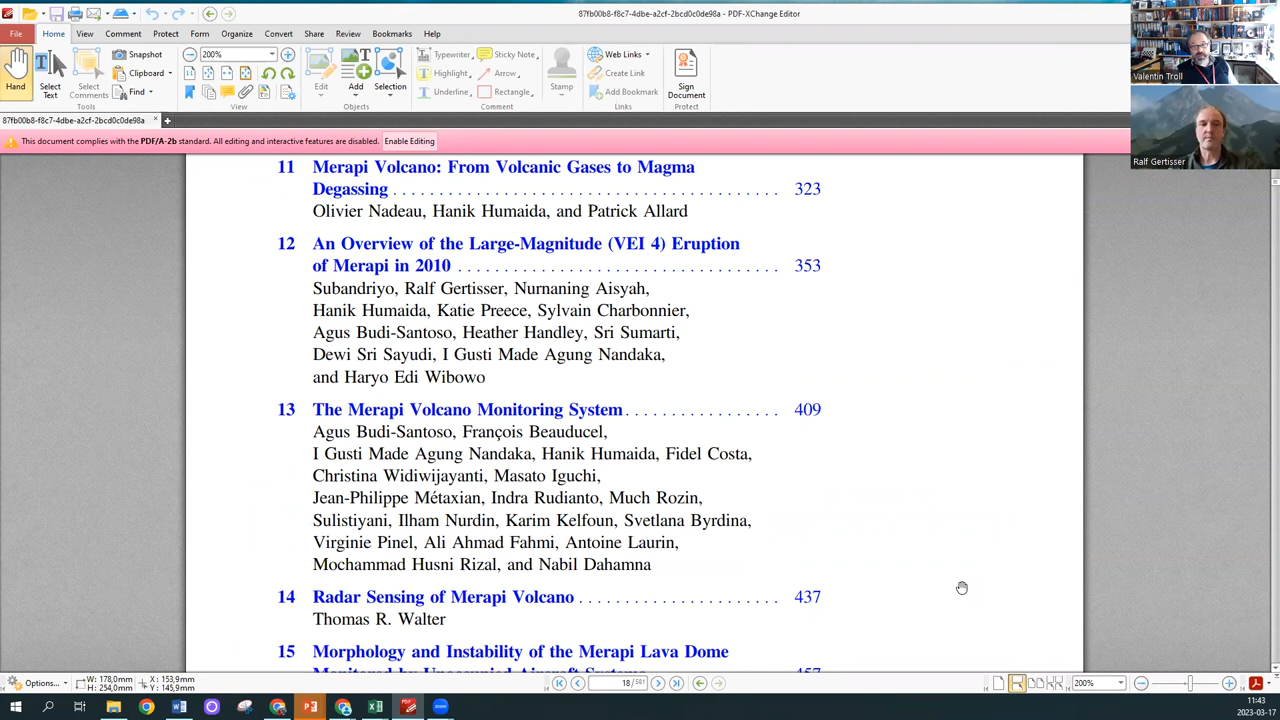 87fb00b8-f8c7-4dbe-a2cf-2bcd0c0de98a - PDF-XChange Editor
File Home View Comment Protect Form Organize Convert Share Review Bookmarks Help
Hand
Select Text
Snapshot
Clipboard
Find
Select Comments
Tools
200%
View
Edit
Add
Selection
Objects
Typewriter
Highlight
Underline
Sticky Note
Arrow
Rectangle
Stamp
Comment
Web Links
Create Link
Add Bookmark
Links
Sign Document
Protect
Valentin Troll
Ralf Gertisser
87fb00b8-f8c7-4dbe-a2cf-2bcd0c0de98a
This document complies with the PDF/A-2b standard. All editing and interactive features are disabled. Enable Editing
11 Merapi Volcano: From Volcanic Gases to Magma
Degassing . . . . . . . . . . . . . . . . . . . . . . . . . . . . . . . . . . . . . . . . . 323
Olivier Nadeau, Hanik Humaida, and Patrick Allard
12 An Overview of the Large-Magnitude (VEI 4) Eruption
of Merapi in 2010 . . . . . . . . . . . . . . . . . . . . . . . . . . . . . . . . . 353
Subandriyo, Ralf Gertisser, Nurnaning Aisyah,
Hanik Humaida, Katie Preece, Sylvain Charbonnier,
Agus Budi-Santoso, Heather Handley, Sri Sumarti,
Dewi Sri Sayudi, I Gusti Made Agung Nandaka,
and Haryo Edi Wibowo
13 The Merapi Volcano Monitoring System . . . . . . . . . . . . . . . . 409
Agus Budi-Santoso, François Beauducel,
I Gusti Made Agung Nandaka, Hanik Humaida, Fidel Costa,
Christina Widiwijayanti, Masato Iguchi,
Jean-Philippe Métaxian, Indra Rudianto, Much Rozin,
Sulistiyani, Ilham Nurdin, Karim Kelfoun, Svetlana Byrdina,
Virginie Pinel, Ali Ahmad Fahmi, Antoine Laurin,
Mochammad Husni Rizal, and Nabil Dahamna
14 Radar Sensing of Merapi Volcano . . . . . . . . . . . . . . . . . . . . . 437
Thomas R. Walter
15 Morphology and Instability of the Merapi Lava Dome
Monitored by Unoccupied Aircraft Systems . . . . . . . . . . . . . 457
Options...
W: 178,0mm
H: 254,0mm
X: 153,9mm
Y: 145,9mm
18 / 581
200%
11:43
2023-03-17